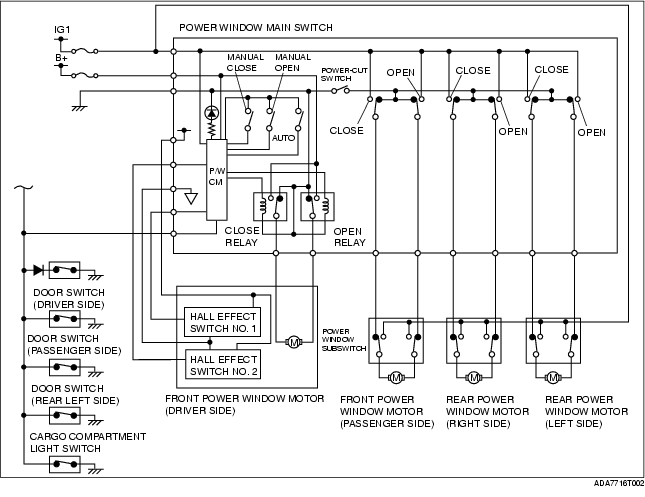 IG1
POWER WINDOW MAIN SWITCH
B+
MANUAL
CLOSE
MANUAL
OPEN
POWER-CUT
SWITCH
OPEN
CLOSE
CLOSE
CLOSE
OPEN
OPEN
AUTO
P/W
CM
CLOSE
RELAY
OPEN
RELAY
DOOR SWITCH
(DRIVER SIDE)
DOOR SWITCH
(PASSENGER SIDE)
DOOR SWITCH
(REAR LEFT SIDE)
CARGO COMPARTMENT
LIGHT SWITCH
HALL EFFECT
SWITCH NO. 1
HALL EFFECT
SWITCH NO. 2
M
POWER
WINDOW
SUBSWITCH
M
M
M
FRONT POWER WINDOW MOTOR
(DRIVER SIDE)
FRONT POWER
WINDOW MOTOR
(PASSENGER SIDE)
REAR POWER
WINDOW MOTOR
(RIGHT SIDE)
REAR POWER
WINDOW MOTOR
(LEFT SIDE)
ADA7716T002